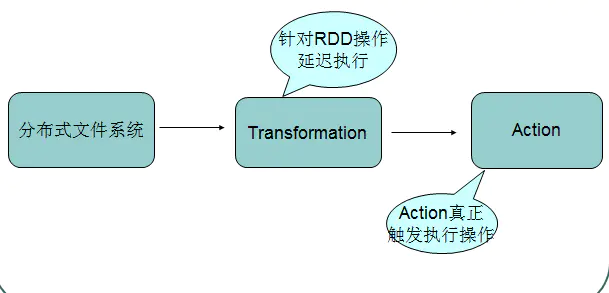 针对RDD操作
延迟执行
分布式文件系统
Transformation
Action
Action真正
触发执行操作